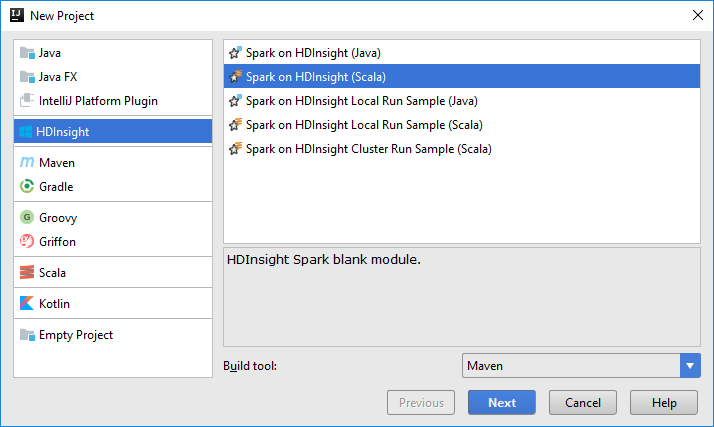 New Project
Java
Java FX
IntelliJ Platform Plugin
HDInsight
Maven
Gradle
Groovy
Griffon
Scala
Kotlin
Empty Project
Spark on HDInsight (Java)
Spark on HDInsight (Scala)
Spark on HDInsight Local Run Sample (Java)
Spark on HDInsight Local Run Sample (Scala)
Spark on HDInsight Cluster Run Sample (Scala)
HDInsight Spark blank module.
Build tool: Maven
Previous Next Cancel Help